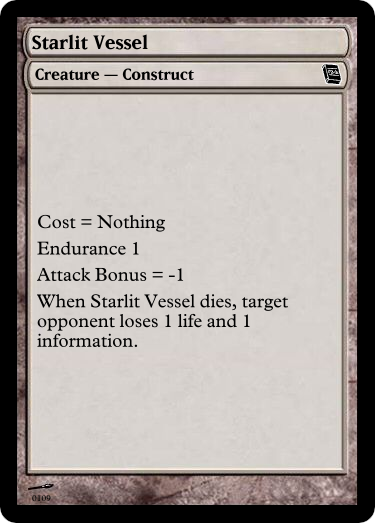 Starlit Vessel
Creature — Construct
Cost = Nothing
Endurance 1
Attack Bonus = -1
When Starlit Vessel dies, target
opponent loses 1 life and 1
information.
0109